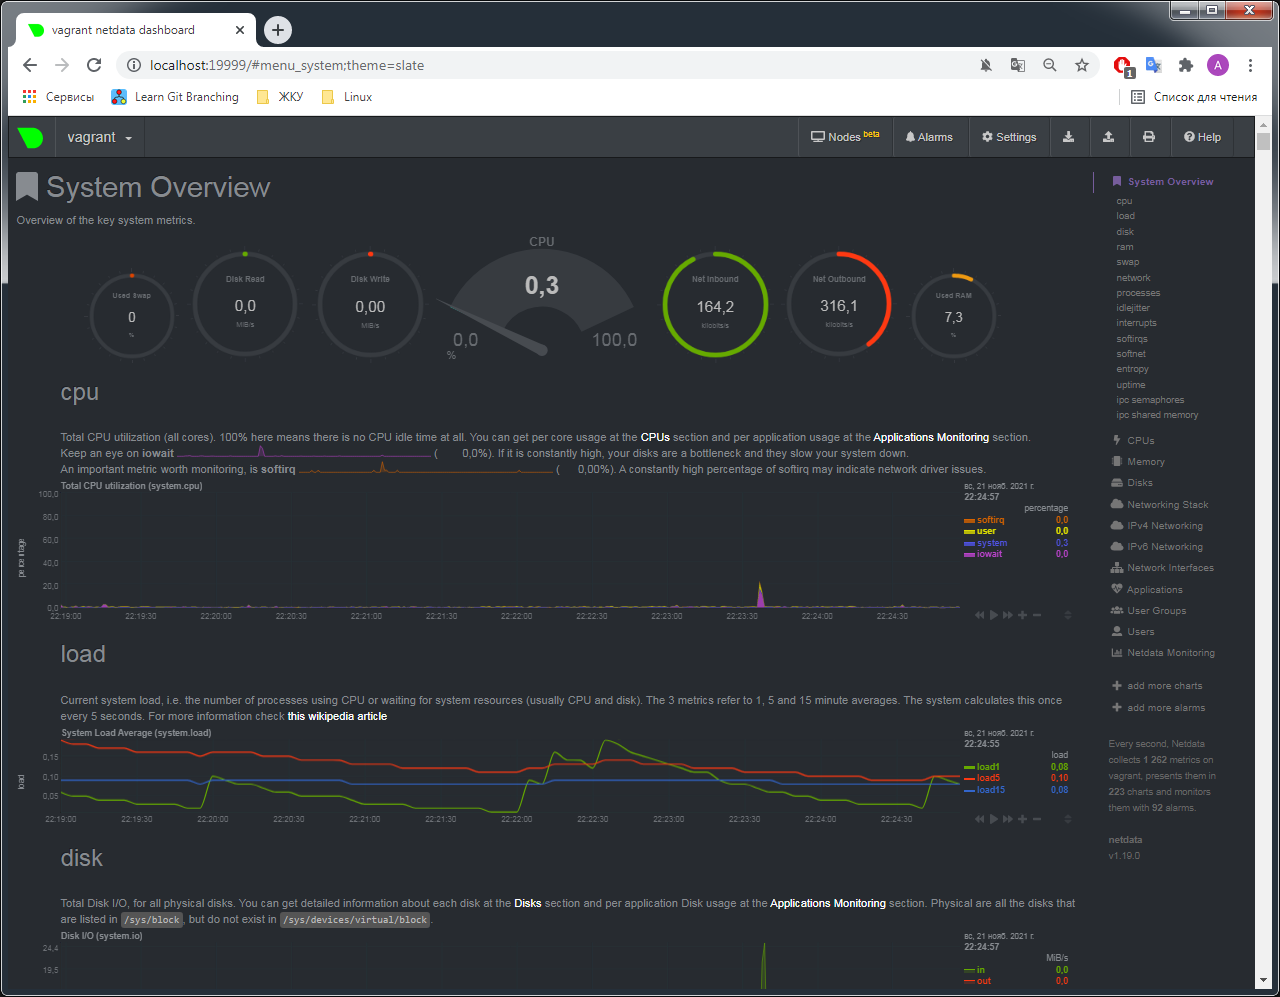 vagrant netdata dashboard
localhost:19999/#menu_system;theme=slate
1
A
Сервисы
Learn Git Branching
ЖКУ
Linux
Список для чтения
vagrant
Nodes beta
Alarms
Settings
Help
System Overview
Overview of the key system metrics.
Used Swap
0
%
Disk Read
0,0
MiB/s
Disk Write
0,00
MiB/s
CPU
0,3
0,0
100,0
%
Net Inbound
164,2
kilobits/s
Net Outbound
316,1
kilobits/s
Used RAM
7,3
%
cpu
Total CPU utilization (all cores). 100% here means there is no CPU idle time at all. You can get per core usage at the CPUs section and per application usage at the Applications Monitoring section.
Keep an eye on iowait ( 0,0%). If it is constantly high, your disks are a bottleneck and they slow your system down.
An important metric worth monitoring, is softirq ( 0,00%). A constantly high percentage of softirq may indicate network driver issues.
Total CPU utilization (system.cpu)
вс, 21 нояб. 2021 г.
22:24:57
percentage
softirq 0,0
user 0,0
system 0,3
iowait 0,0
percentage
100,0
80,0
60,0
40,0
20,0
0,0
22:19:00 22:19:30 22:20:00 22:20:30 22:21:00 22:21:30 22:22:00 22:22:30 22:23:00 22:23:30 22:24:00 22:24:30
load
Current system load, i.e. the number of processes using CPU or waiting for system resources (usually CPU and disk). The 3 metrics refer to 1, 5 and 15 minute averages. The system calculates this once
every 5 seconds. For more information check this wikipedia article
System Load Average (system.load)
вс, 21 нояб. 2021 г.
22:24:55
load
load1 0,08
load5 0,10
load15 0,08
load
0,15
0,10
0,05
22:19:00 22:19:30 22:20:00 22:20:30 22:21:00 22:21:30 22:22:00 22:22:30 22:23:00 22:23:30 22:24:00 22:24:30
disk
Total Disk I/O, for all physical disks. You can get detailed information about each disk at the Disks section and per application Disk usage at the Applications Monitoring section. Physical are all the disks that
are listed in /sys/block, but do not exist in /sys/devices/virtual/block.
Disk I/O (system.io)
вс, 21 нояб. 2021 г.
22:24:57
MiB/s
in 0,0
out 0,0
24,4
19,5
System Overview
cpu
load
disk
ram
swap
network
processes
idlejitter
interrupts
softirqs
softnet
entropy
uptime
ipc semaphores
ipc shared memory
CPUs
Memory
Disks
Networking Stack
IPv4 Networking
IPv6 Networking
Network Interfaces
Applications
User Groups
Users
Netdata Monitoring
add more charts
add more alarms
Every second, Netdata
collects 1 262 metrics on
vagrant, presents them in
223 charts and monitors
them with 92 alarms.
netdata
v1.19.0